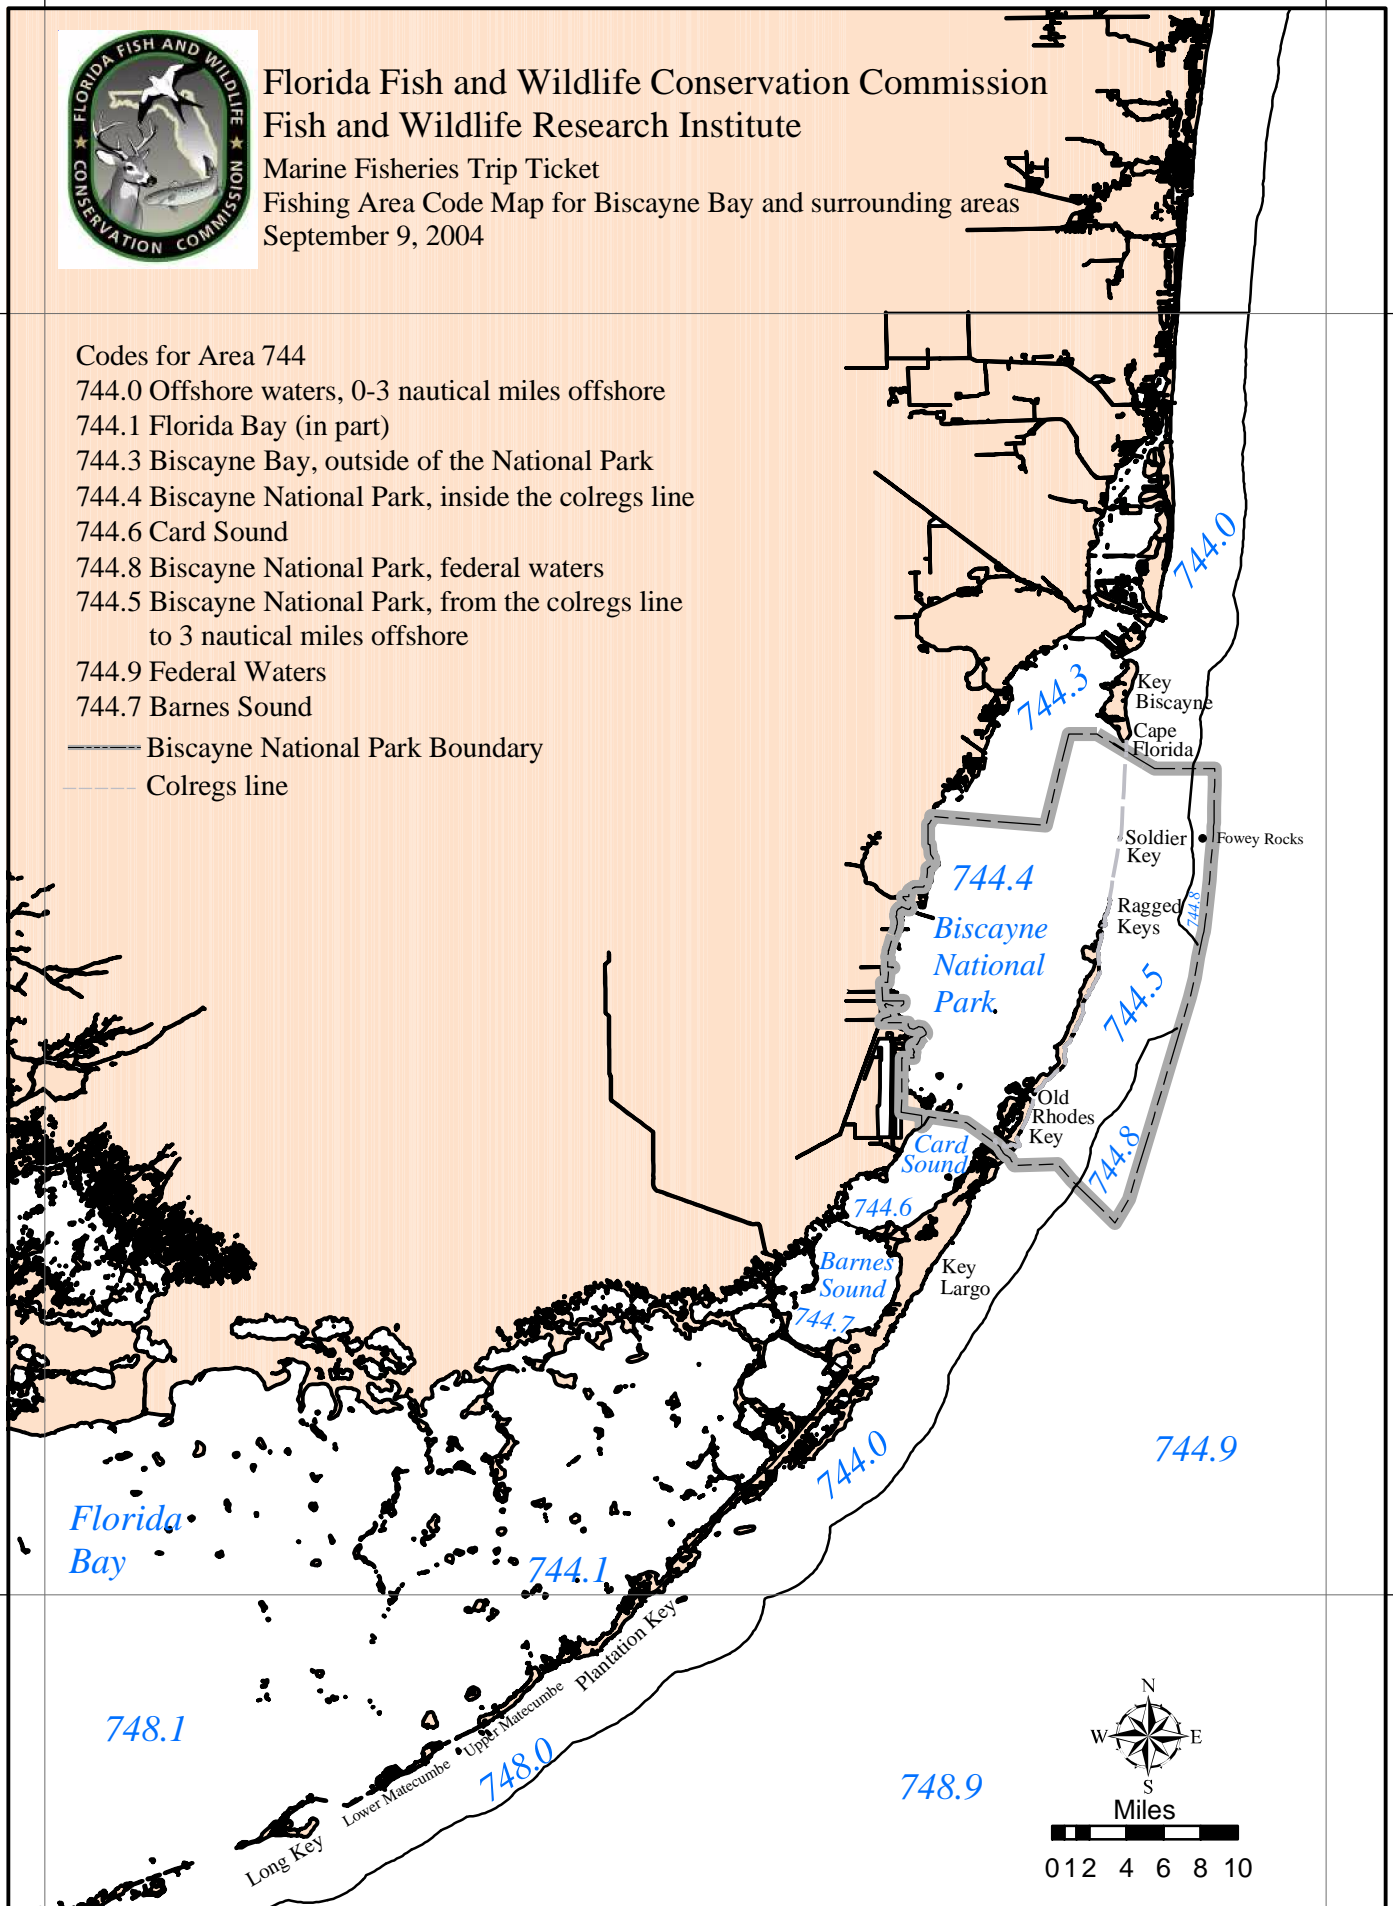 FLORIDA FISH AND WILDLIFE
CONSERVATION COMMISSION
Florida Fish and Wildlife Conservation Commission
Fish and Wildlife Research Institute
Marine Fisheries Trip Ticket
Fishing Area Code Map for Biscayne Bay and surrounding areas
September 9, 2004
Codes for Area 744
744.0 Offshore waters, 0-3 nautical miles offshore
744.1 Florida Bay (in part)
744.3 Biscayne Bay, outside of the National Park
744.4 Biscayne National Park, inside the colregs line
744.6 Card Sound
744.8 Biscayne National Park, federal waters
744.5 Biscayne National Park, from the colregs line
to 3 nautical miles offshore
744.9 Federal Waters
744.7 Barnes Sound
Biscayne National Park Boundary
Colregs line
744.0
744.3
Key
Biscayne
Cape
Florida
Soldier
Key
Fowey Rocks
744.4
Biscayne
National
Park
Ragged
Keys
744.8
744.5
Old
Rhodes
Key
744.8
Card
Sound
744.6
Barnes
Sound
744.7
Key
Largo
744.0
744.9
Florida
Bay
744.1
Plantation Key
748.1
Upper Matecumbe
748.0
Lower Matecumbe
Long Key
748.9
N
W
E
S
Miles
0 1 2 4 6 8 10